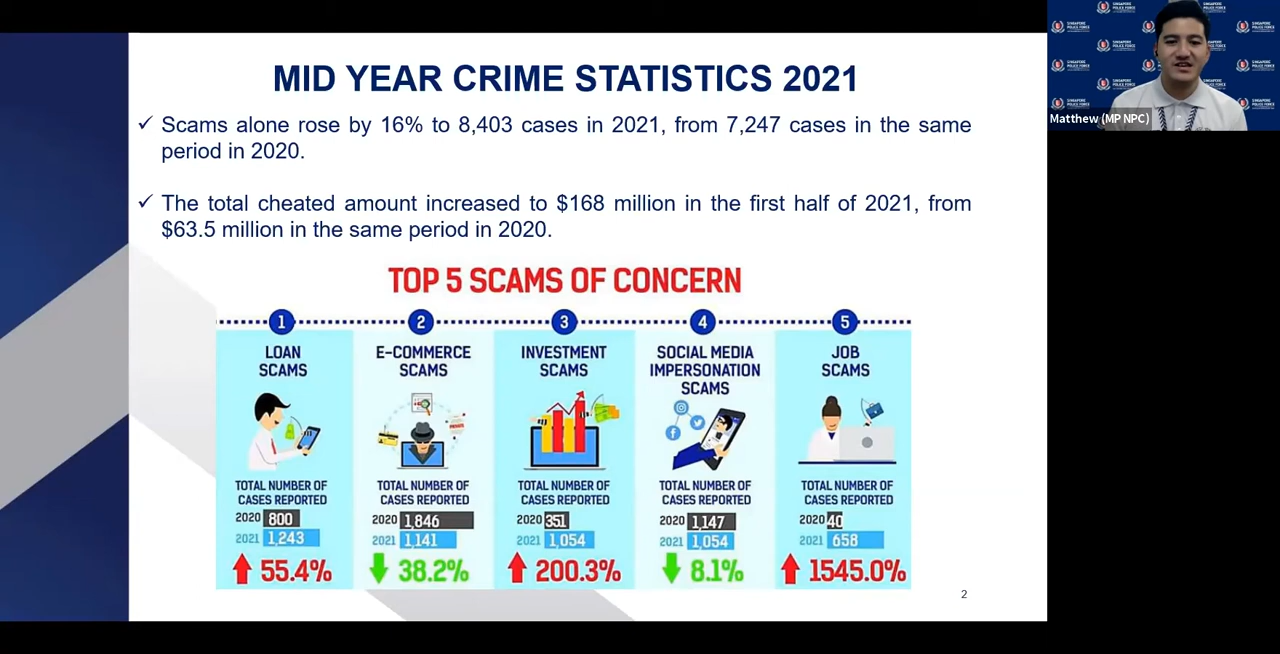 MID YEAR CRIME STATISTICS 2021
✓ Scams alone rose by 16% to 8,403 cases in 2021, from 7,247 cases in the same
period in 2020.
✓ The total cheated amount increased to $168 million in the first half of 2021, from
$63.5 million in the same period in 2020.
TOP 5 SCAMS OF CONCERN
1
LOAN
SCAMS
TOTAL NUMBER OF
CASES REPORTED
2020 800
2021 1,243
55.4%
2
E-COMMERCE
SCAMS
TOTAL NUMBER OF
CASES REPORTED
2020 1,846
2021 1,141
38.2%
3
INVESTMENT
SCAMS
TOTAL NUMBER OF
CASES REPORTED
2020 351
2021 1,054
200.3%
4
SOCIAL MEDIA
IMPERSONATION
SCAMS
TOTAL NUMBER OF
CASES REPORTED
2020 1,147
2021 1,054
8.1%
5
JOB
SCAMS
TOTAL NUMBER OF
CASES REPORTED
2020 40
2021 658
1545.0%
2
SINGAPORE
POLICE FORCE
Matthew (MP NPC)